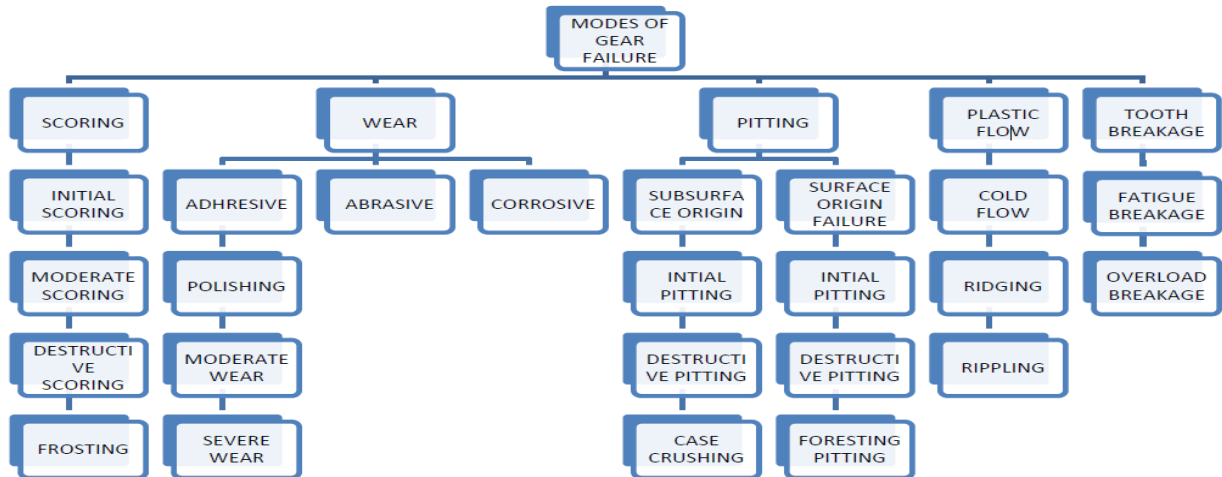 MODES OF
GEAR
FAILURE
SCORING
WEAR
PITTING
PLASTIC
FLOW
TOOTH
BREAKAGE
INITIAL
SCORING
ADHRESIVE
ABRASIVE
CORROSIVE
SUBSURFA
CE ORIGIN
SURFACE
ORIGIN
FAILURE
COLD
FLOW
FATIGUE
BREAKAGE
MODERATE
SCORING
POLISHING
INTIAL
PITTING
INTIAL
PITTING
RIDGING
OVERLOAD
BREAKAGE
DESTRUCTI
VE
SCORING
MODERATE
WEAR
DESTRUCTI
VE PITTING
DESTRUCTI
VE PITTING
RIPPLING
FROSTING
SEVERE
WEAR
CASE
CRUSHING
FORESTING
PITTING